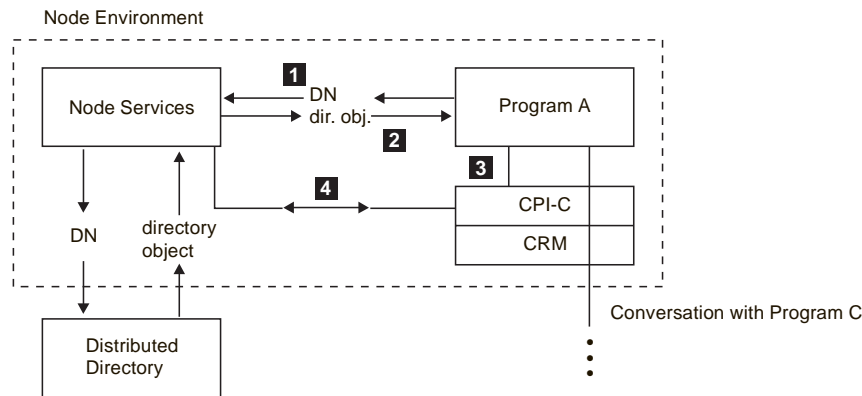 Node Environment
1
Node Services
DN
dir. obj.
2
Program A
3
4
CPI-C
CRM
DN
directory
object
Conversation with Program C
Distributed
Directory